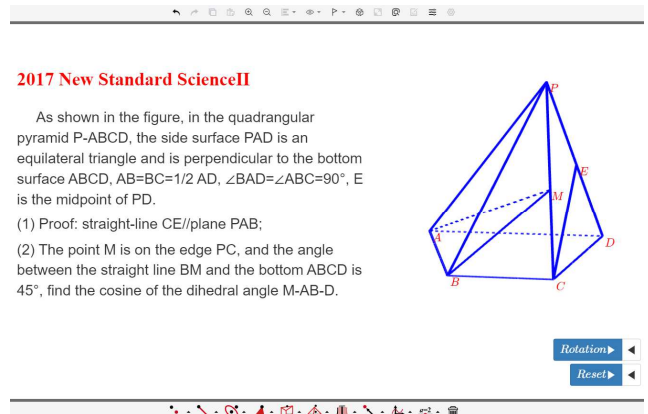 2017 New Standard ScienceII
As shown in the figure, in the quadrangular
pyramid P-ABCD, the side surface PAD is an
equilateral triangle and is perpendicular to the bottom
surface ABCD, AB=BC=1/2 AD, ∠BAD=∠ABC=90°, E
is the midpoint of PD.
(1) Proof: straight-line CE//plane PAB;
(2) The point M is on the edge PC, and the angle
between the straight line BM and the bottom ABCD is
45°, find the cosine of the dihedral angle M-AB-D.
P
E
M
A
D
B
C
Rotation
Reset